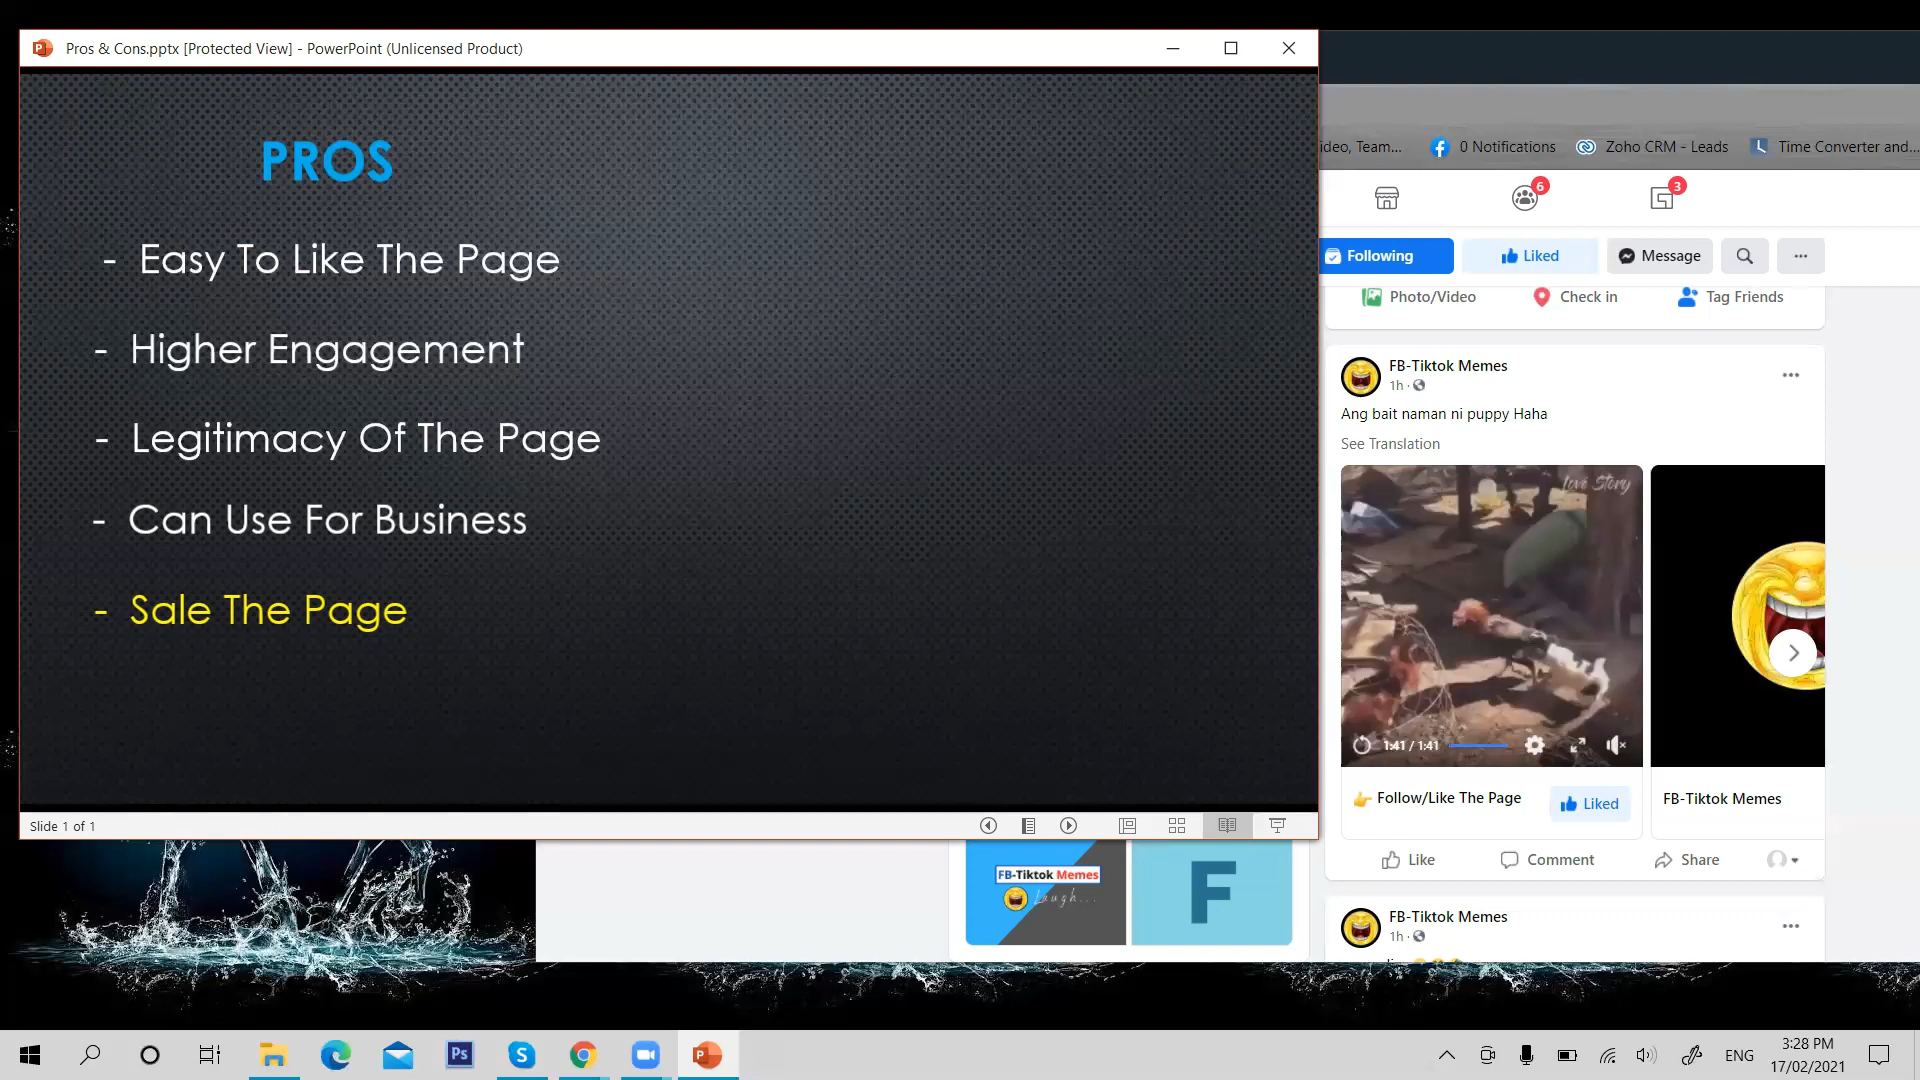 Pros & Cons.pptx [Protected View] - PowerPoint (Unlicensed Product)
PROS
- Easy To Like The Page
- Higher Engagement
- Legitimacy Of The Page
- Can Use For Business
- Sale The Page
Slide 1 of 1
ideo, Team...
0 Notifications
Zoho CRM - Leads
Time Converter and...
6
3
Following
Liked
Message
...
Photo/Video
Check in
Tag Friends
FB-Tiktok Memes
1h ·
Ang bait naman ni puppy Haha
See Translation
Love Story
1:41 / 1:41
Follow/Like The Page
Liked
FB-Tiktok Memes
Like
Comment
Share
FB-Tiktok Memes
1h ·
FB-Tiktok Memes
Laugh...
F
Ps
ENG
3:28 PM
17/02/2021